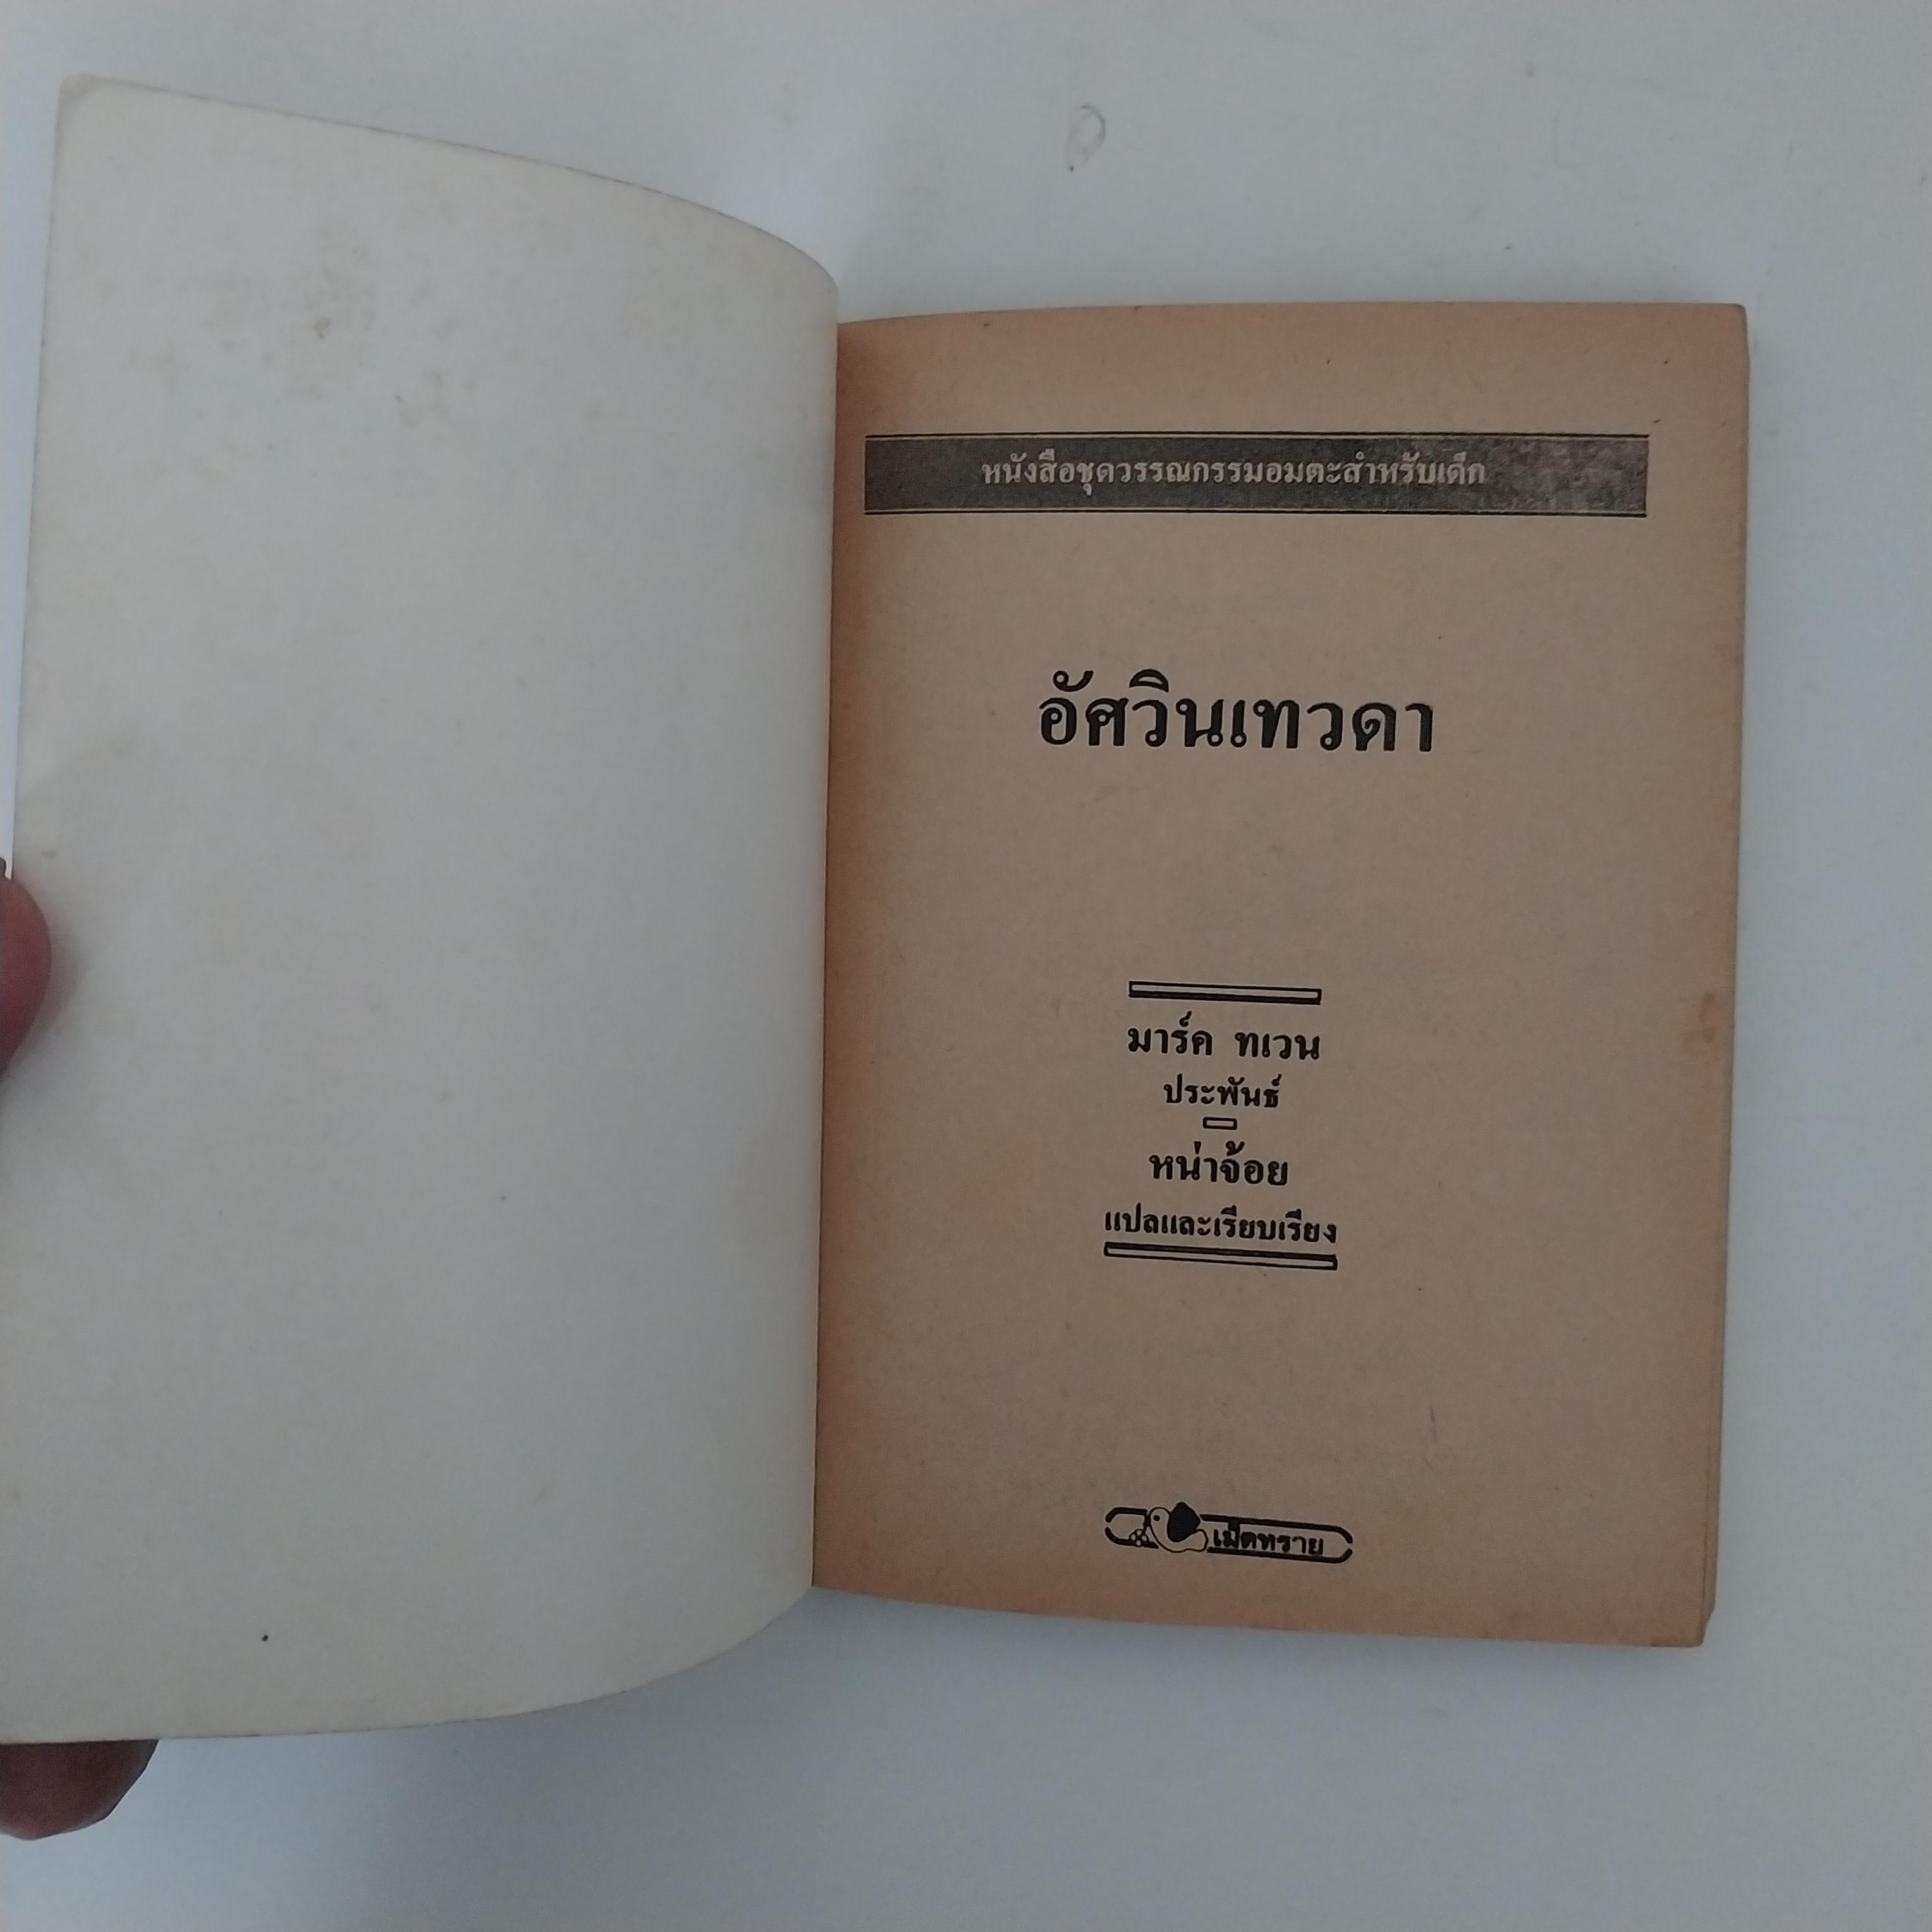 หนังสือชุดวรรณกรรมอมตะสำหรับเด็ก
อัศวินเทวดา
มาร์ค ทเวน
ประพันธ์
หน่าจ้อย
แปลและเรียบเรียง
เม็ดทราย